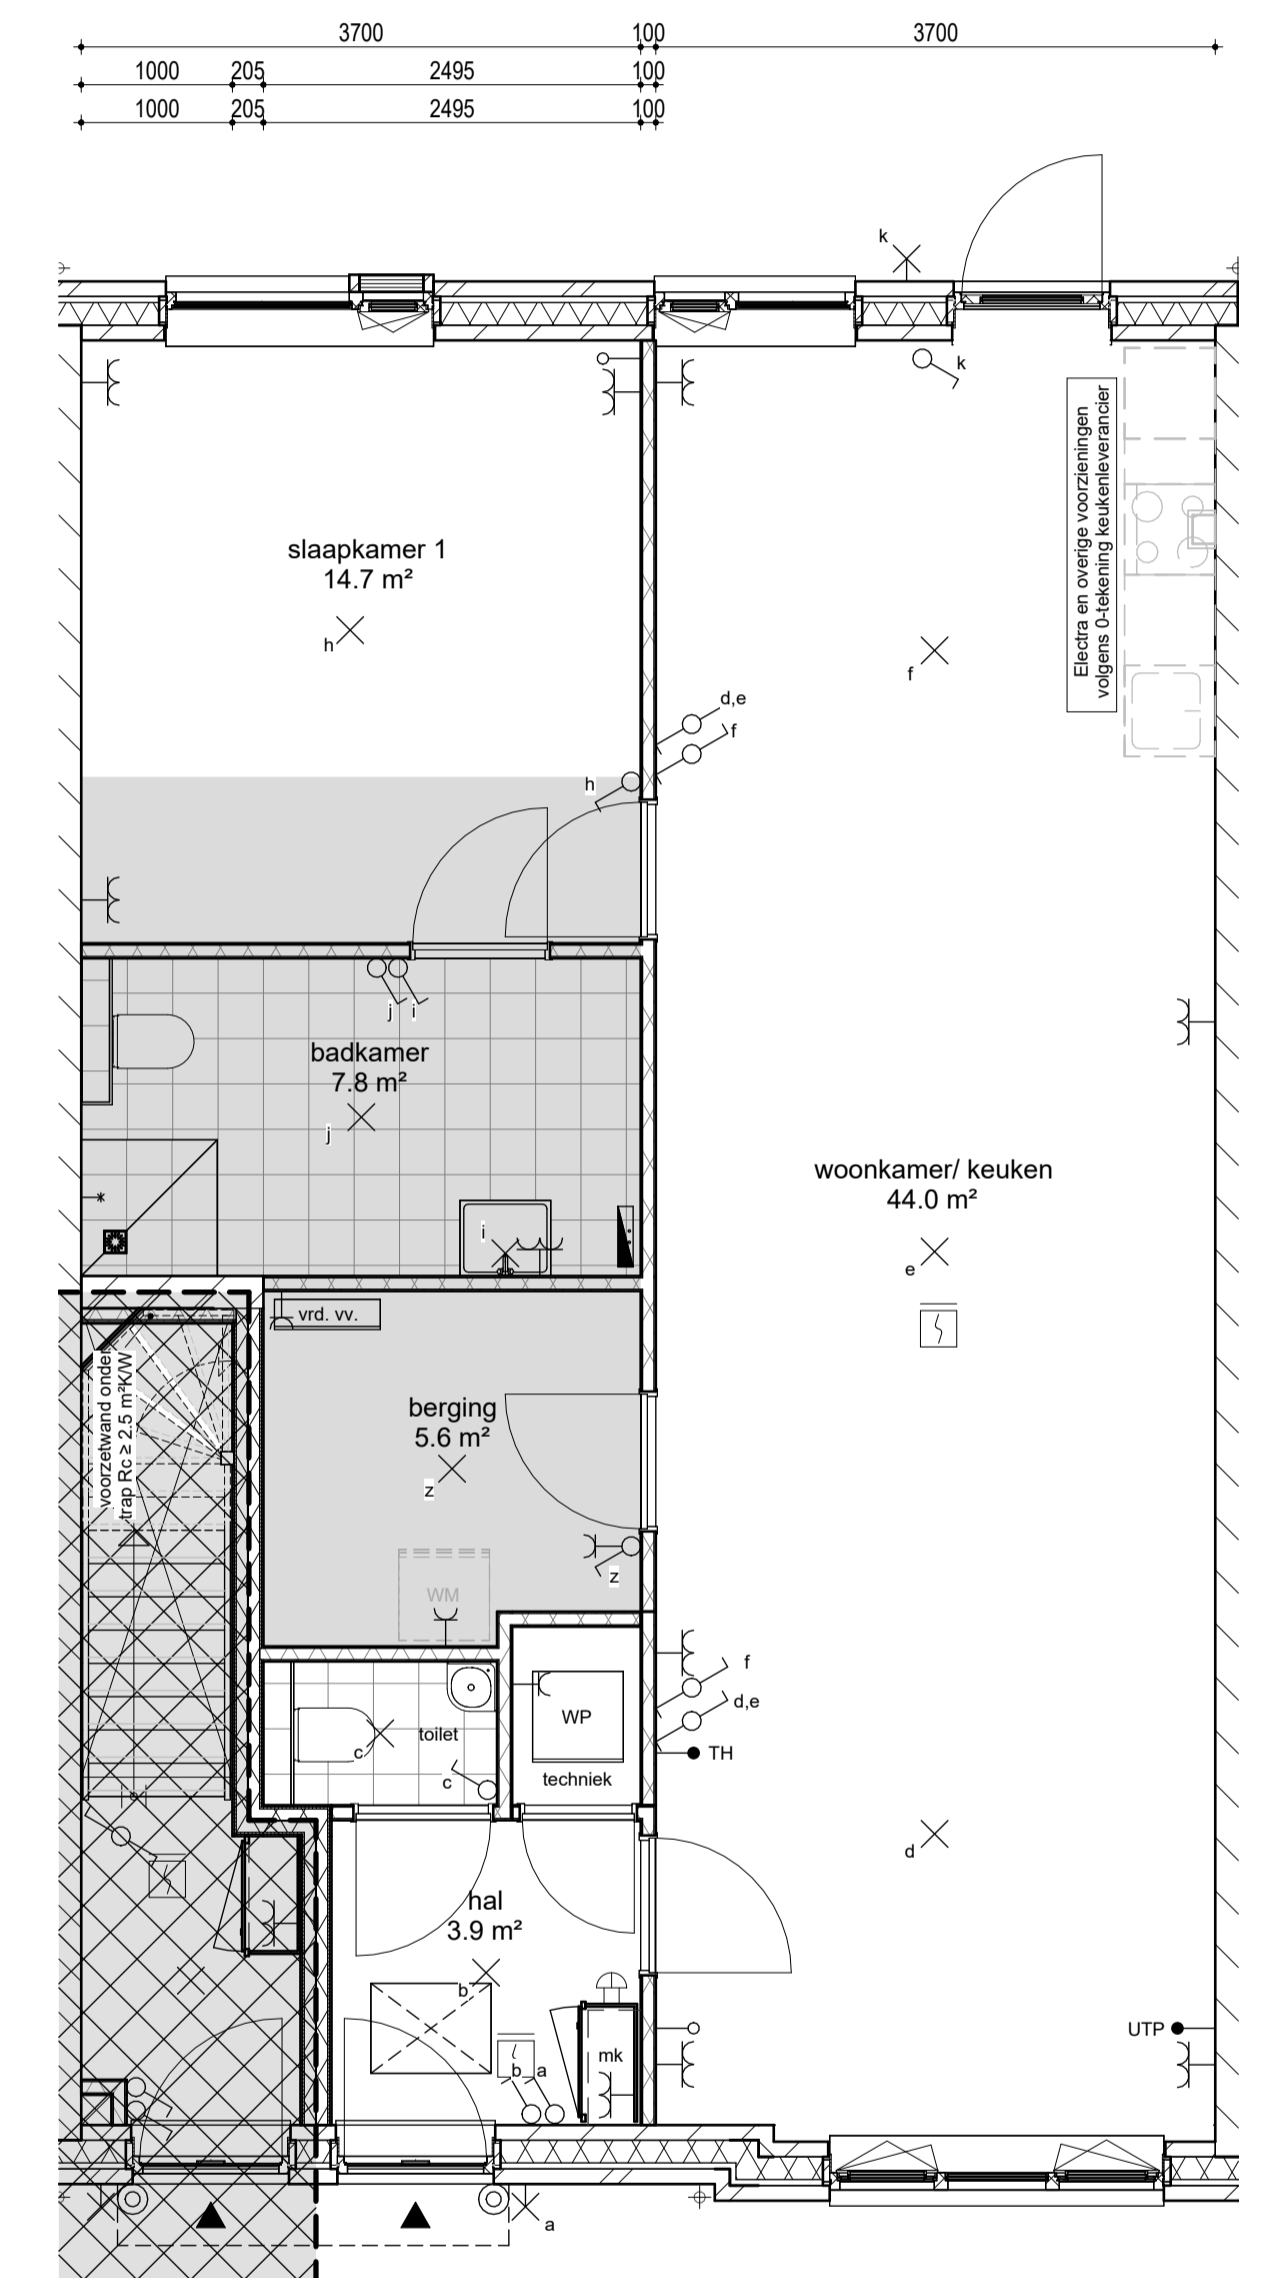 3700
100
3700
1000
205
2495
100
1000
205
2495
100
k
k
Electra en overige voorzieningen
volgens 0-tekening keukenleverancier
slaapkamer 1
14.7 m²
h
f
d,e
f
h
j
i
badkamer
7.8 m²
j
woonkamer/ keuken
44.0 m²
i
e
vrd. vv.
voorzetwand onder
trap Rc ≥ 2.5 m²K/W
berging
5.6 m²
z
z
WM
f
d,e
WP
toilet
c
TH
techniek
c
d
hal
3.9 m²
b
UTP
mk
b
a
a